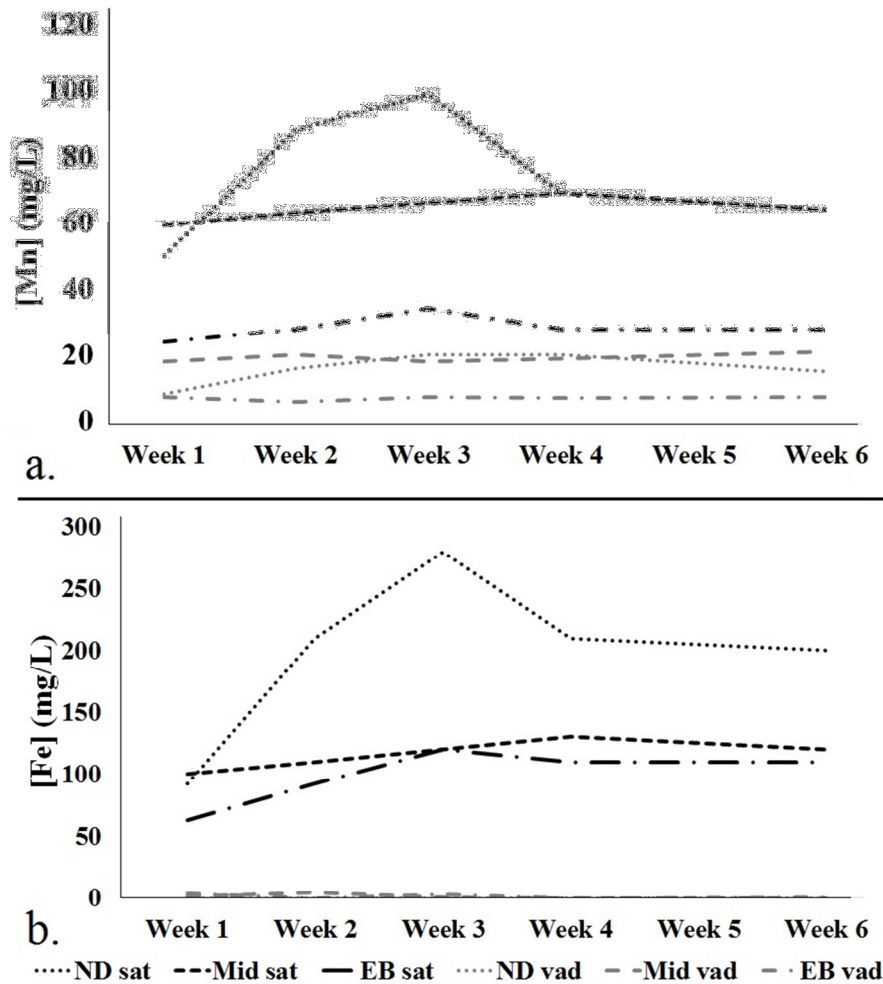 120
100
80
60
40
20
0
[Mn] (mg/L)
Week 1 Week 2 Week 3 Week 4 Week 5 Week 6
a.
300
250
200
150
100
50
0
[Fe] (mg/L)
Week 1 Week 2 Week 3 Week 4 Week 5 Week 6
b.
ND sat Mid sat EB sat ND vad Mid vad EB vad